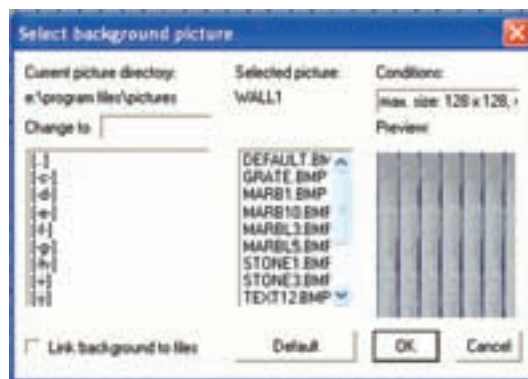 Select background picture
Current picture directory:
e:\program files\pictures
Change to
Selected picture:
WALL1
Conditions:
max. size: 128 x 128,
Preview:
[..]
[-c-]
[-d-]
[-e-]
[-f-]
[-g-]
[-h-]
DEFAULT.BM
GRATE.BMP
MARB1.BMP
MARB10.BMF
MARBL3.BMF
MARBL5.BMF
STONE1.BMF
STONE3.BMF
TEXT12.BMP
Link background to files
Default
OK
Cancel